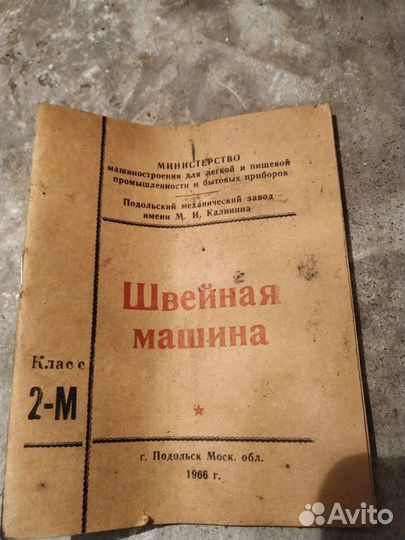 МИНИСТЕРСТВО
машиностроения для легкой и пищевой
промышленности и бытовых приборов
Подольский механический завод
имени М. И. Калинина
Швейная
машина
Класс
2-М
г. Подольск Моск. обл.
1966 г.
Avito